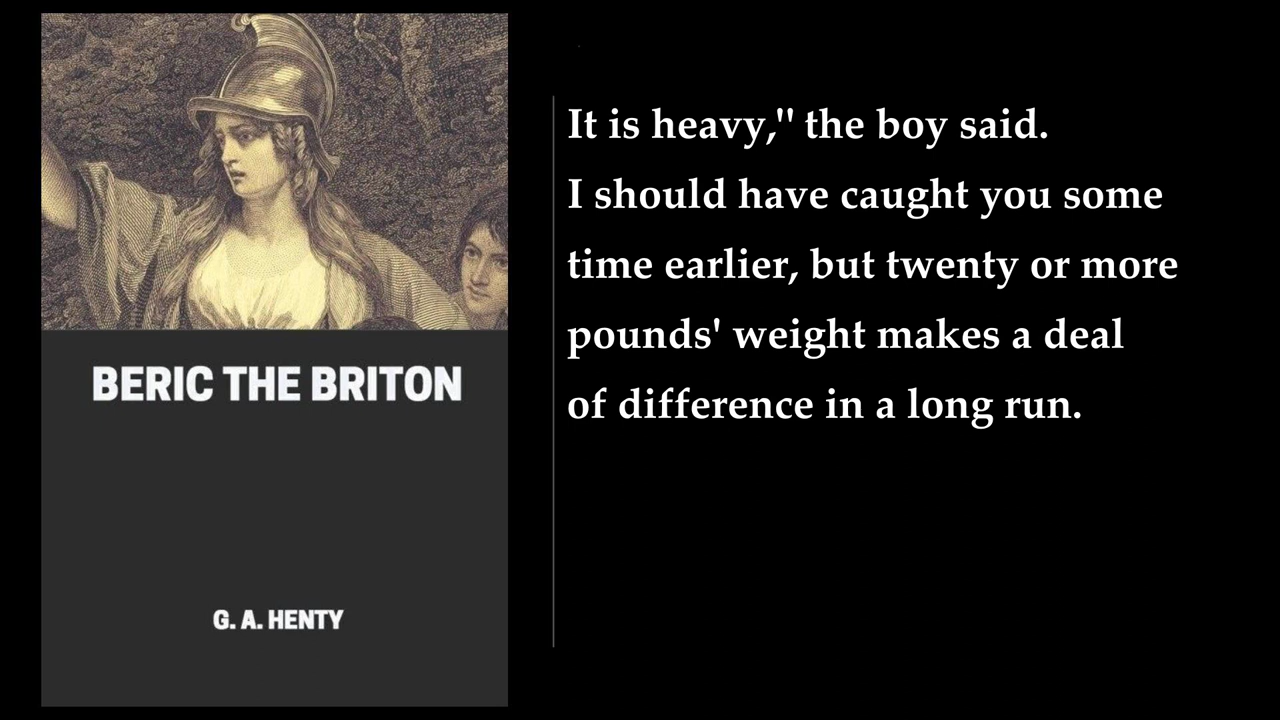 BERIC THE BRITON
G. A. HENTY
It is heavy," the boy said.
I should have caught you some
time earlier, but twenty or more
pounds' weight makes a deal
of difference in a long run.